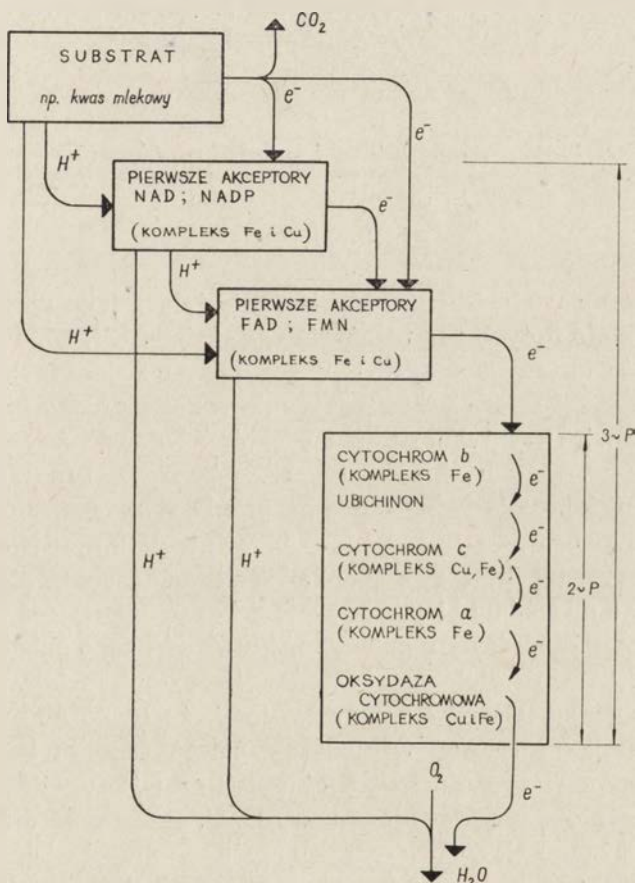 CO₂
SUBSTRAT
np. kwas mlekowy
e⁻
e⁻
H⁺
PIERWSZE AKCEPTORY
NAD ; NADP
(KOMPLEKS Fe i Cu)
e⁻
H⁺
H⁺
PIERWSZE AKCEPTORY
FAD ; FMN
(KOMPLEKS Fe i Cu)
e⁻
3~P
CYTOCHROM b
(KOMPLEKS Fe)
e⁻
UBICHINON
e⁻
H⁺
H⁺
CYTOCHROM c
(KOMPLEKS Cu, Fe)
e⁻
2~P
CYTOCHROM a
(KOMPLEKS Fe)
e⁻
OKSYDAZA
CYTOCHROMOWA
(KOMPLEKS Cu i Fe)
O₂
e⁻
H₂O